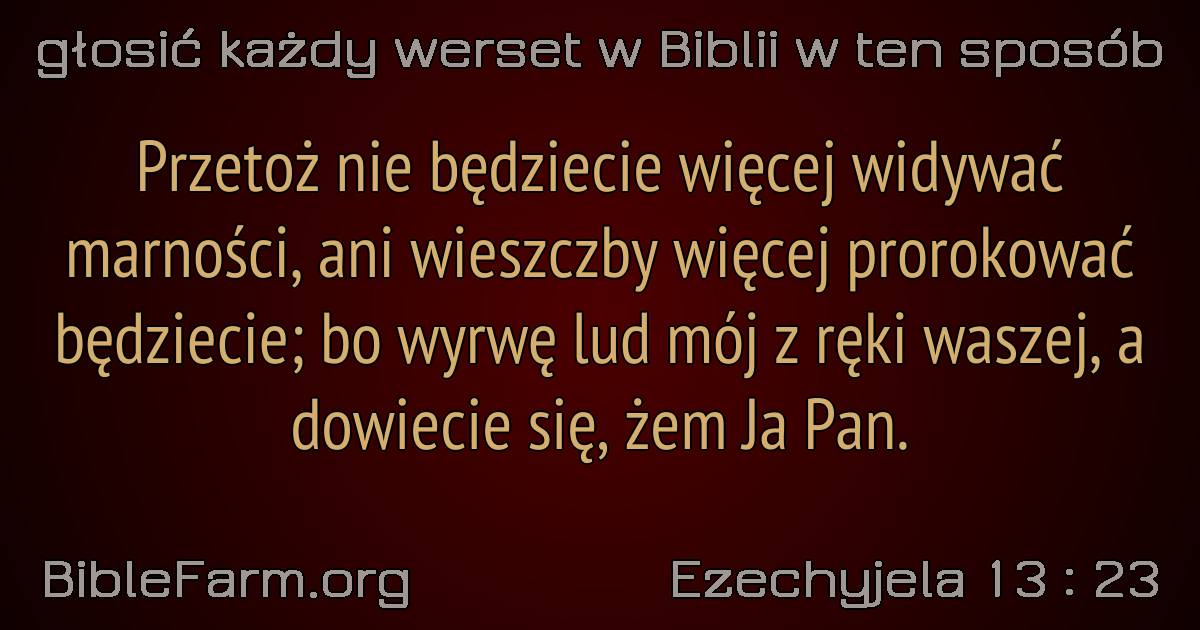 głosić każdy werset w Biblii w ten sposób
Przetoż nie będziecie więcej widywać
marności, ani wieszczby więcej prorokować
będziecie; bo wyrwę lud mój z ręki waszej, a
dowiecie się, żem Ja Pan.
BibleFarm.org
Ezechyjela 13 : 23